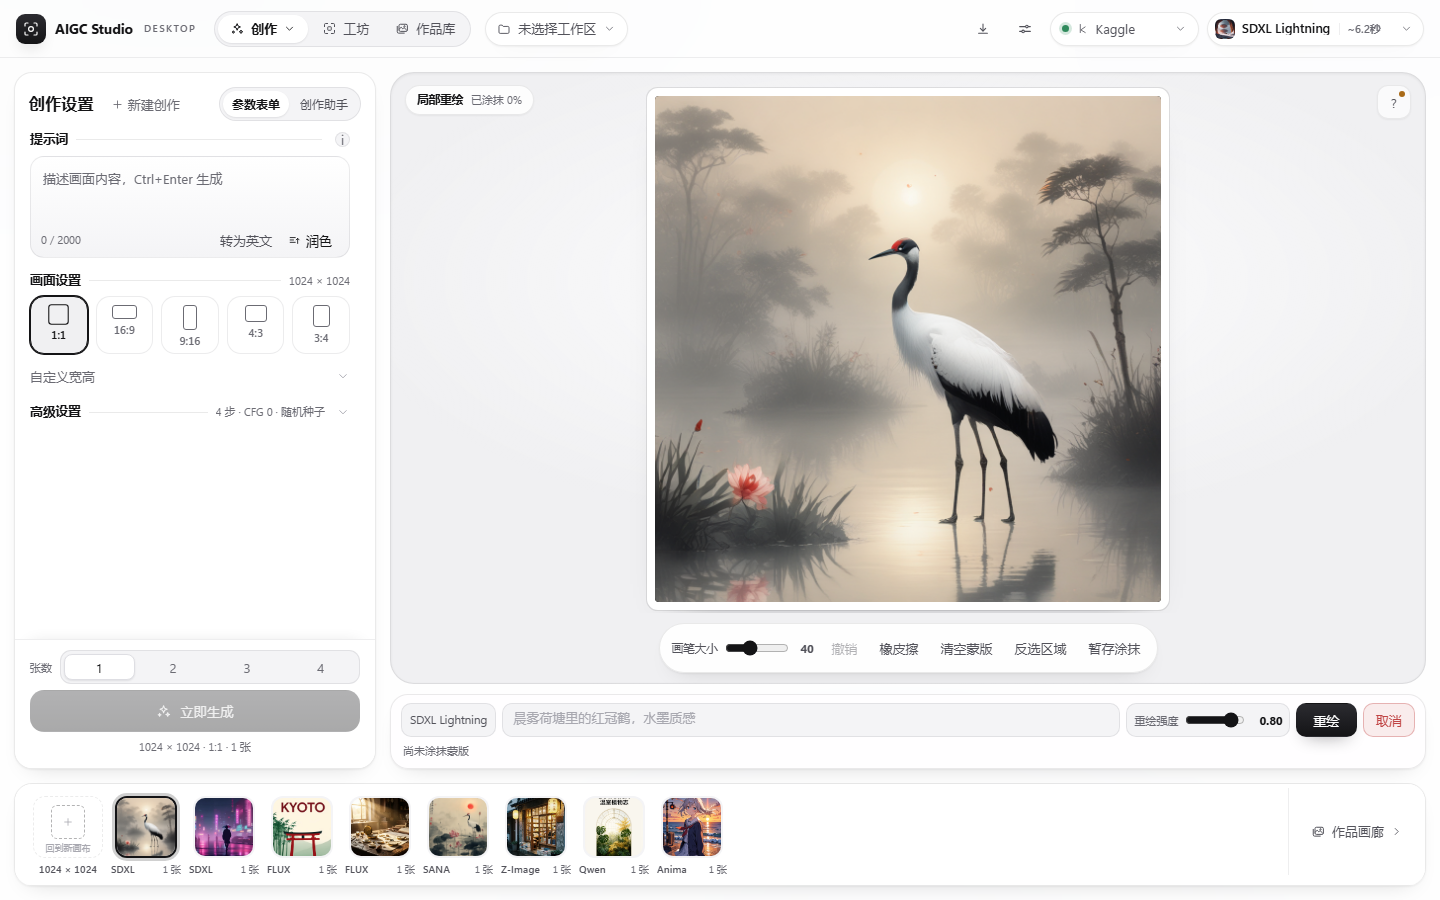 AIGC Studio DESKTOP 创作 工坊 作品库 未选择工作区 k Kaggle SDXL Lightning ~6.2秒
创作设置 + 新建创作 参数表单 创作助手
提示词
描述画面内容，Ctrl+Enter 生成
0 / 2000 转为英文 润色
画面设置 1024 × 1024
1:1 16:9 9:16 4:3 3:4
自定义宽高
高级设置 4 步 · CFG 0 · 随机种子
张数 1 2 3 4
立即生成
1024 × 1024 · 1:1 · 1 张
局部重绘 已涂抹 0%
?
画笔大小 40 撤销 橡皮擦 清空蒙版 反选区域 暂存涂抹
SDXL Lightning 晨雾荷塘里的红冠鹤，水墨质感 重绘强度 0.80 重绘 取消
尚未涂抹蒙版
回到新画布
KYOTO
温室植物志
1024 × 1024 SDXL 1 张 SDXL 1 张 FLUX 1 张 FLUX 1 张 SANA 1 张 Z-Image 1 张 Qwen 1 张 Anima 1 张
作品画廊